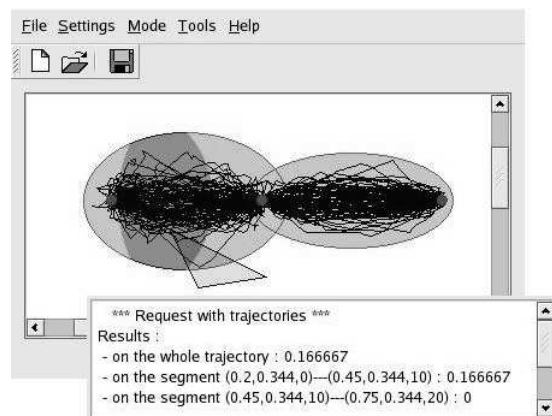 File Settings Mode Tools Help
*** Request with trajectories ***
Results :
- on the whole trajectory : 0.166667
- on the segment (0.2,0.344,0)---(0.45,0.344,10) : 0.166667
- on the segment (0.45,0.344,10)---(0.75,0.344,20) : 0